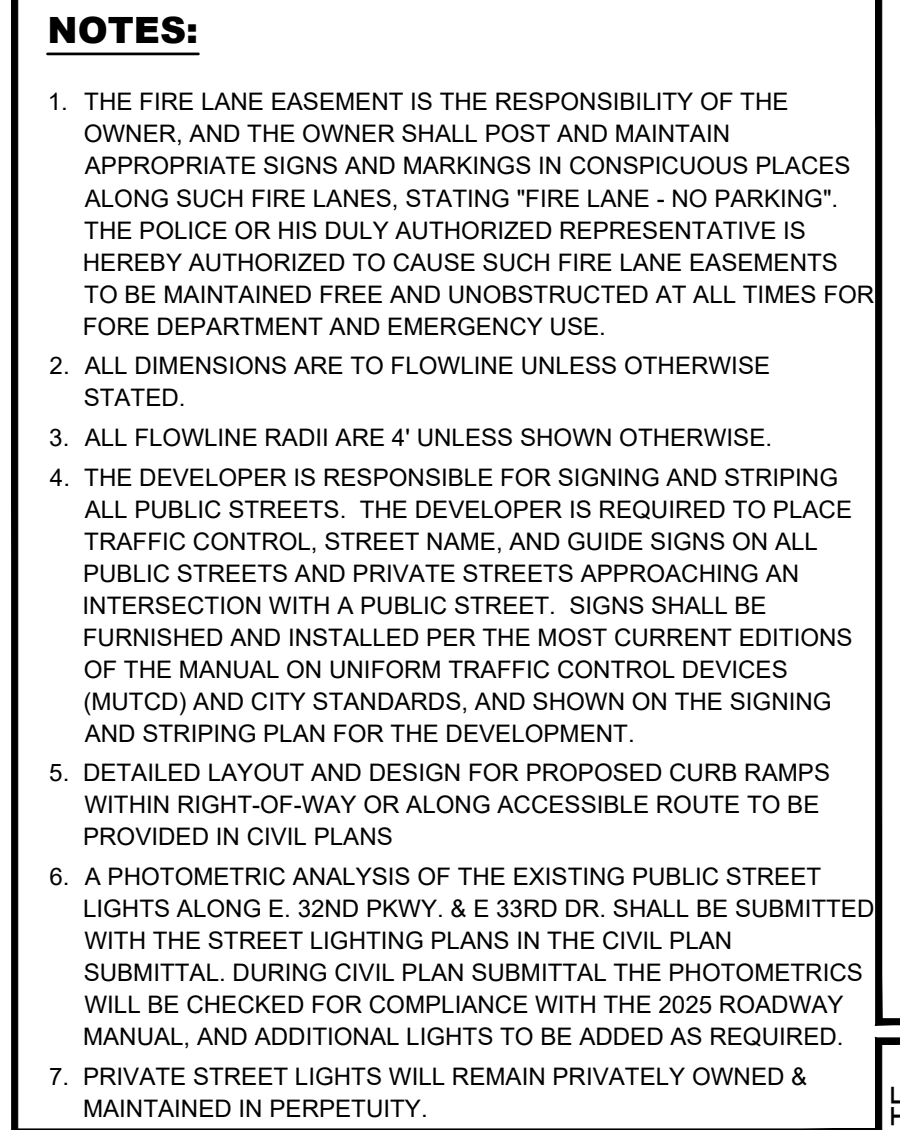 NOTES:
1. THE FIRE LANE EASEMENT IS THE RESPONSIBILITY OF THE
OWNER, AND THE OWNER SHALL POST AND MAINTAIN
APPROPRIATE SIGNS AND MARKINGS IN CONSPICUOUS PLACES
ALONG SUCH FIRE LANES, STATING "FIRE LANE - NO PARKING".
THE POLICE OR HIS DULY AUTHORIZED REPRESENTATIVE IS
HEREBY AUTHORIZED TO CAUSE SUCH FIRE LANE EASEMENTS
TO BE MAINTAINED FREE AND UNOBSTRUCTED AT ALL TIMES FOR
FORE DEPARTMENT AND EMERGENCY USE.
2. ALL DIMENSIONS ARE TO FLOWLINE UNLESS OTHERWISE
STATED.
3. ALL FLOWLINE RADII ARE 4' UNLESS SHOWN OTHERWISE.
4. THE DEVELOPER IS RESPONSIBLE FOR SIGNING AND STRIPING
ALL PUBLIC STREETS. THE DEVELOPER IS REQUIRED TO PLACE
TRAFFIC CONTROL, STREET NAME, AND GUIDE SIGNS ON ALL
PUBLIC STREETS AND PRIVATE STREETS APPROACHING AN
INTERSECTION WITH A PUBLIC STREET. SIGNS SHALL BE
FURNISHED AND INSTALLED PER THE MOST CURRENT EDITIONS
OF THE MANUAL ON UNIFORM TRAFFIC CONTROL DEVICES
(MUTCD) AND CITY STANDARDS, AND SHOWN ON THE SIGNING
AND STRIPING PLAN FOR THE DEVELOPMENT.
5. DETAILED LAYOUT AND DESIGN FOR PROPOSED CURB RAMPS
WITHIN RIGHT-OF-WAY OR ALONG ACCESSIBLE ROUTE TO BE
PROVIDED IN CIVIL PLANS
6. A PHOTOMETRIC ANALYSIS OF THE EXISTING PUBLIC STREET
LIGHTS ALONG E. 32ND PKWY. & E 33RD DR. SHALL BE SUBMITTED
WITH THE STREET LIGHTING PLANS IN THE CIVIL PLAN
SUBMITTAL. DURING CIVIL PLAN SUBMITTAL THE PHOTOMETRICS
WILL BE CHECKED FOR COMPLIANCE WITH THE 2025 ROADWAY
MANUAL, AND ADDITIONAL LIGHTS TO BE ADDED AS REQUIRED.
7. PRIVATE STREET LIGHTS WILL REMAIN PRIVATELY OWNED &
MAINTAINED IN PERPETUITY.